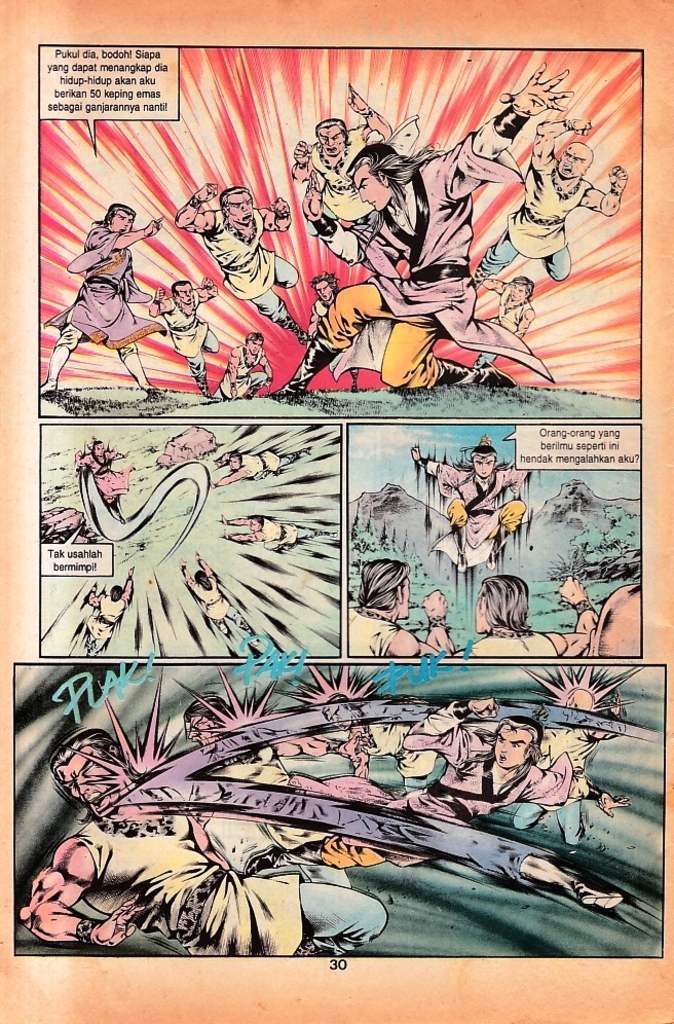 Pukul dia, bodoh! Siapa
yang dapat menangkap dia
hidup-hidup akan aku
berikan 50 keping emas
sebagai ganjarannya nanti!
Tak usahlah
bermimpi!
Orang-orang yang
berilmu seperti ini
hendak mengalahkan aku?
PLAK!
PAK!
PUK!
30